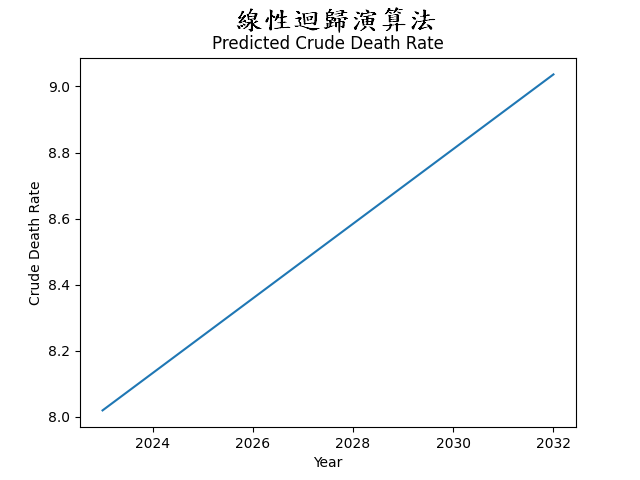 線性迴歸演算法
Predicted Crude Death Rate
9.0
8.8
8.6
8.4
8.2
8.0
Crude Death Rate
2024 2026 2028 2030 2032
Year